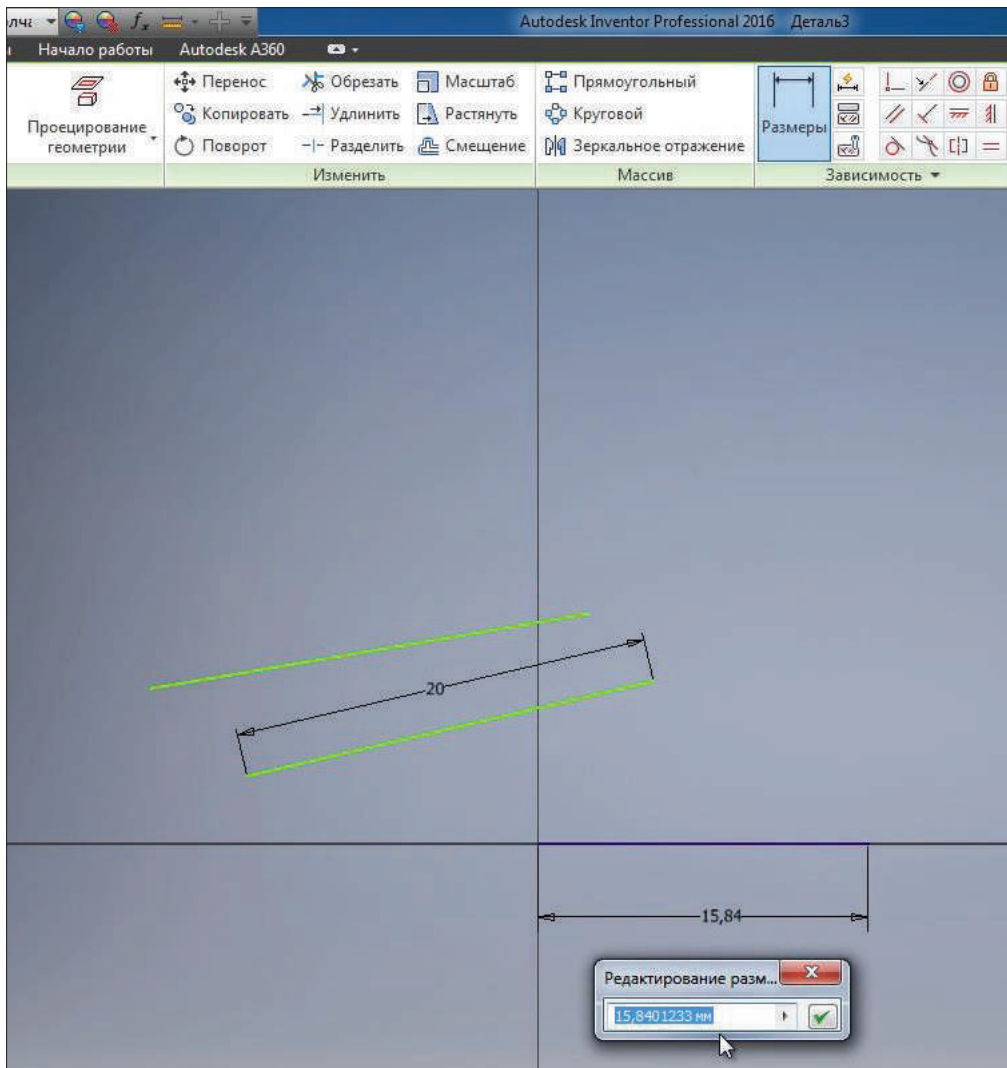 Autodesk Inventor Professional 2016 Деталь3
Начало работы Autodesk A360
Перенос Обрезать Масштаб Прямоугольный
Копировать Удлинить Растянуть Круговой
Поворот Разделить Смещение Зеркальное отражение
Проецирование
геометрии
Размеры
Изменить Массив Зависимость
20
15,84
Редактирование разм...
15,8401233 мм